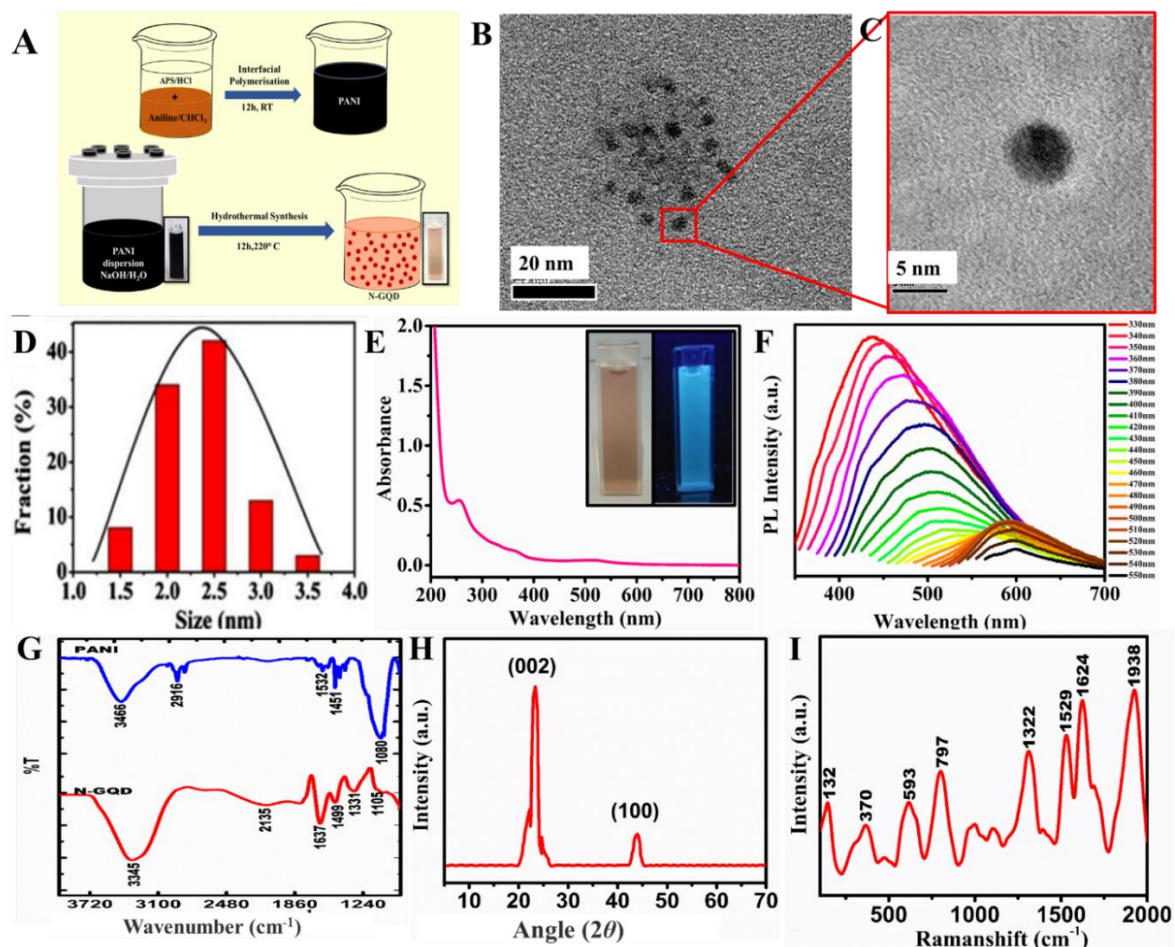 A
APS/HCl
+
Aniline/CHCl3
Interfacial
Polymerisation
12h, RT
PANI
PANI
dispersion
NaOH/H2O
Hydrothermal Synthesis
12h,220° C
N-GQD
B
20 nm
C
5 nm
D
Fraction (%)
40
30
20
10
0
1.0 1.5 2.0 2.5 3.0 3.5 4.0
Size (nm)
E
Absorbance
2.0
1.5
1.0
0.5
0.0
200 300 400 500 600 700 800
Wavelength (nm)
F
PL Intensity (a.u.)
400 500 600 700
Wavelength (nm)
330nm
340nm
350nm
360nm
370nm
380nm
390nm
400nm
410nm
420nm
430nm
440nm
450nm
460nm
470nm
480nm
490nm
500nm
510nm
520nm
530nm
540nm
550nm
G
PANI
3466
2916
1532
1451
1080
%T
N-GQD
3345
2135
1637
1499
1331
1105
3720 3100 2480 1860 1240
Wavenumber (cm-1)
H
Intensity (a.u.)
(002)
(100)
10 20 30 40 50 60 70
Angle (2θ)
I
Intensity (a.u.)
132
370
593
797
1322
1529
1624
1938
500 1000 1500 2000
Ramanshift (nm)